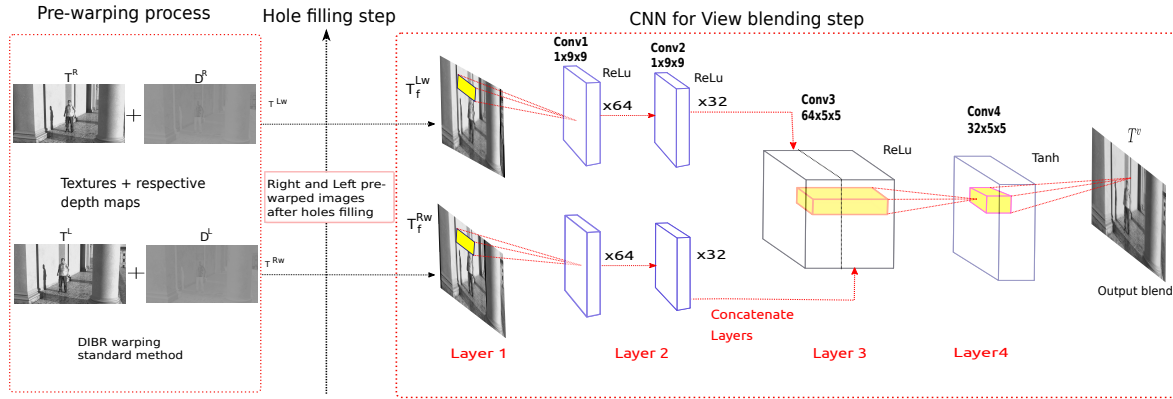 Pre-warping process
Hole filling step
CNN for View blending step
T^R
D^R
+
Textures + respective
depth maps
T^L
D^L
+
DIBR warping
standard method
T^Lw
T^Rw
Right and Left pre-
warped images
after holes filling
T_f^Lw
T_f^Rw
Conv1
1x9x9
ReLu
x64
Conv2
1x9x9
ReLu
x32
x64
x32
Concatenate
Layers
Conv3
64x5x5
ReLu
Conv4
32x5x5
Tanh
T^v
Output blend
Layer 1
Layer 2
Layer 3
Layer4